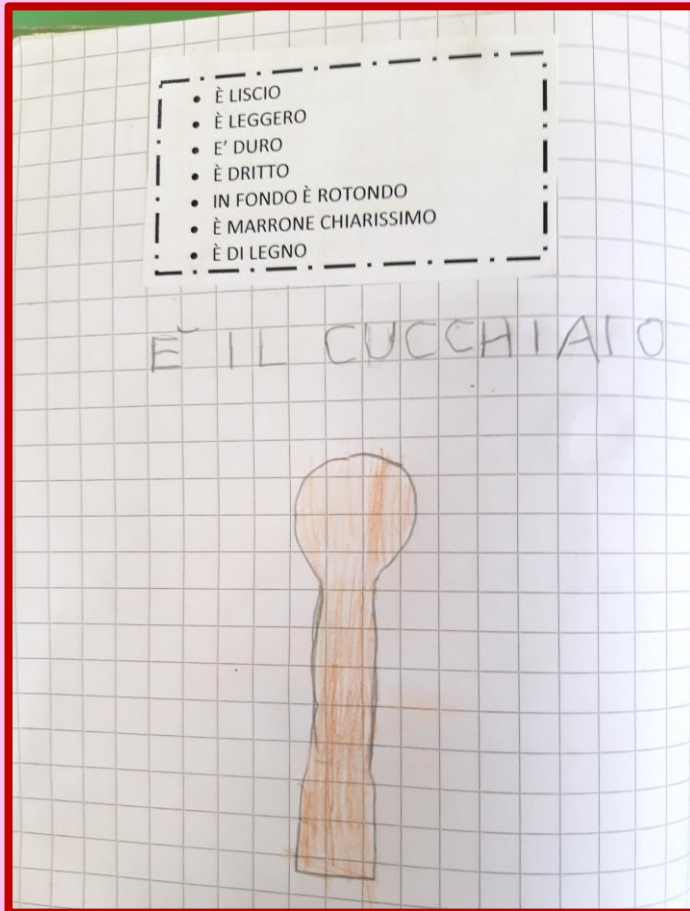 • È LISCIO
• È LEGGERO
• E' DURO
• È DRITTO
• IN FONDO È ROTONDO
• È MARRONE CHIARISSIMO
• È DI LEGNO
E` IL CUCCHIAIO